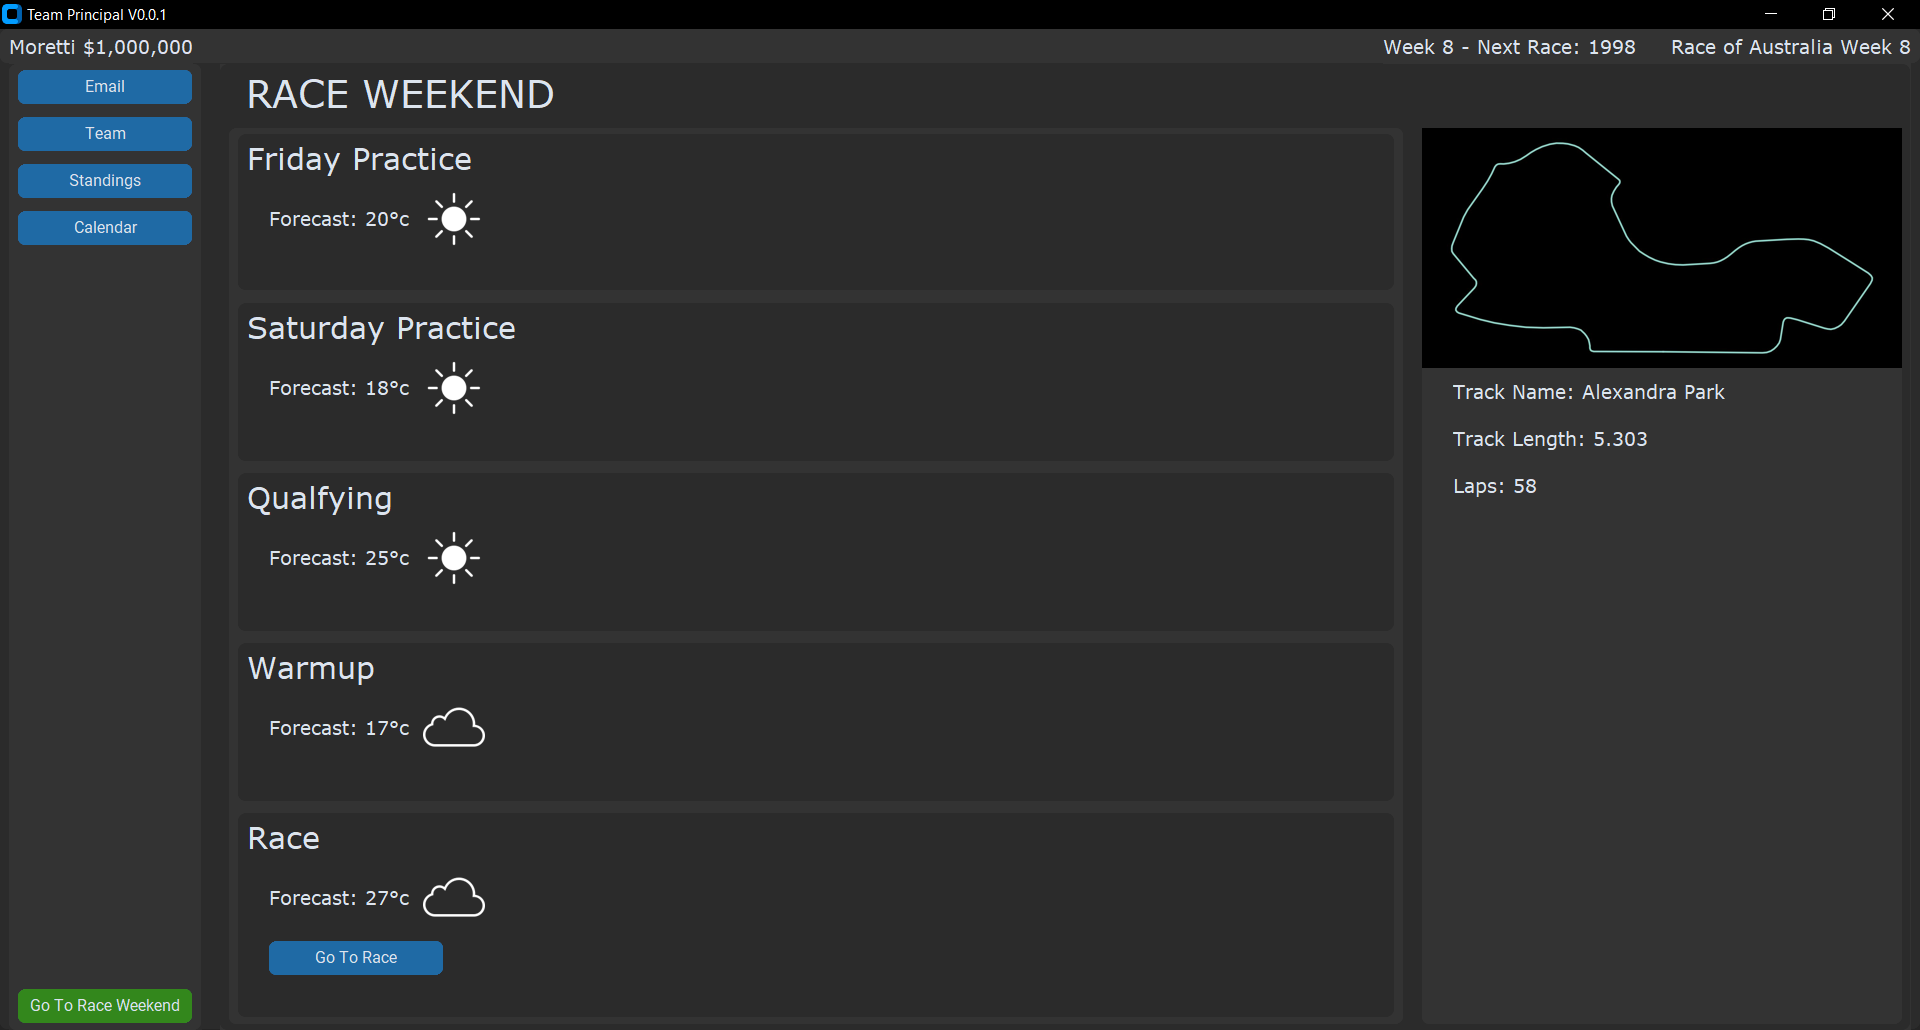 Team Principal V0.0.1
Moretti $1,000,000
Week 8 - Next Race: 1998 Race of Australia Week 8
Email
Team
Standings
Calendar
Go To Race Weekend
RACE WEEKEND
Friday Practice
Forecast: 20°c
Saturday Practice
Forecast: 18°c
Qualfying
Forecast: 25°c
Warmup
Forecast: 17°c
Race
Forecast: 27°c
Go To Race
Track Name: Alexandra Park
Track Length: 5.303
Laps: 58